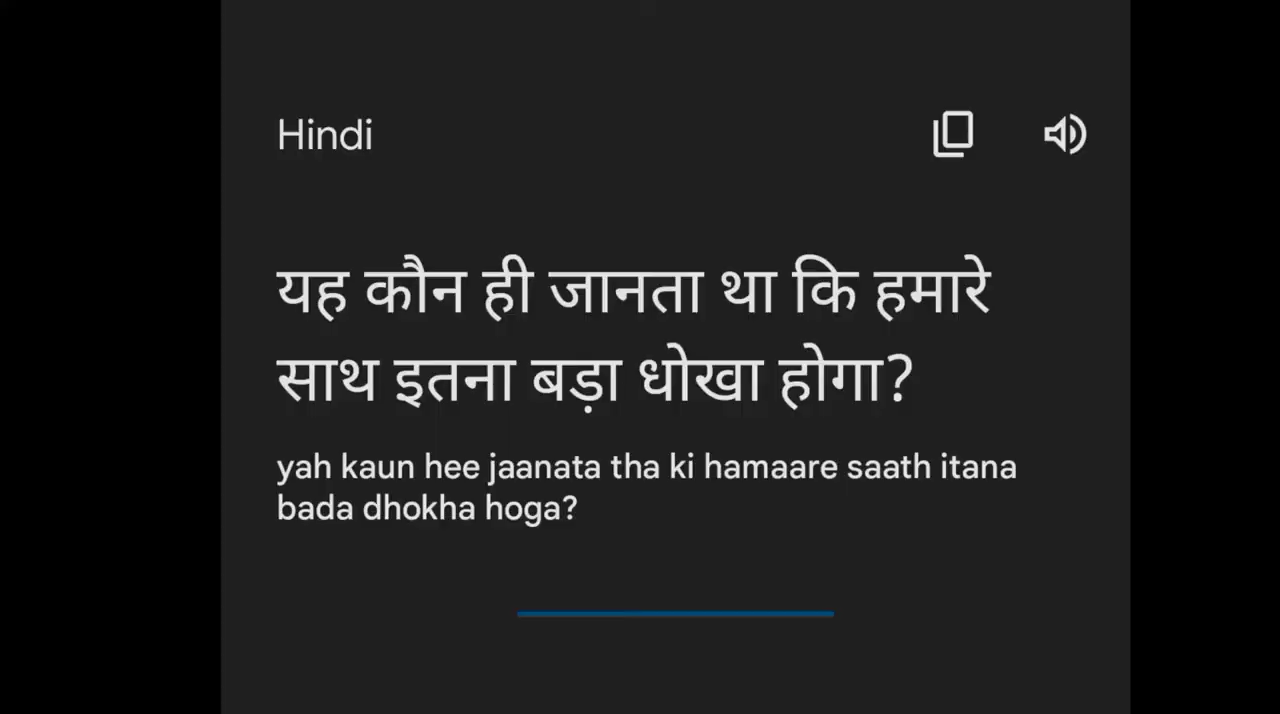 Hindi
यह कौन ही जानता था कि हमारे
साथ इतना बड़ा धोखा होगा?
yah kaun hee jaanata tha ki hamaare saath itana
bada dhokha hoga?